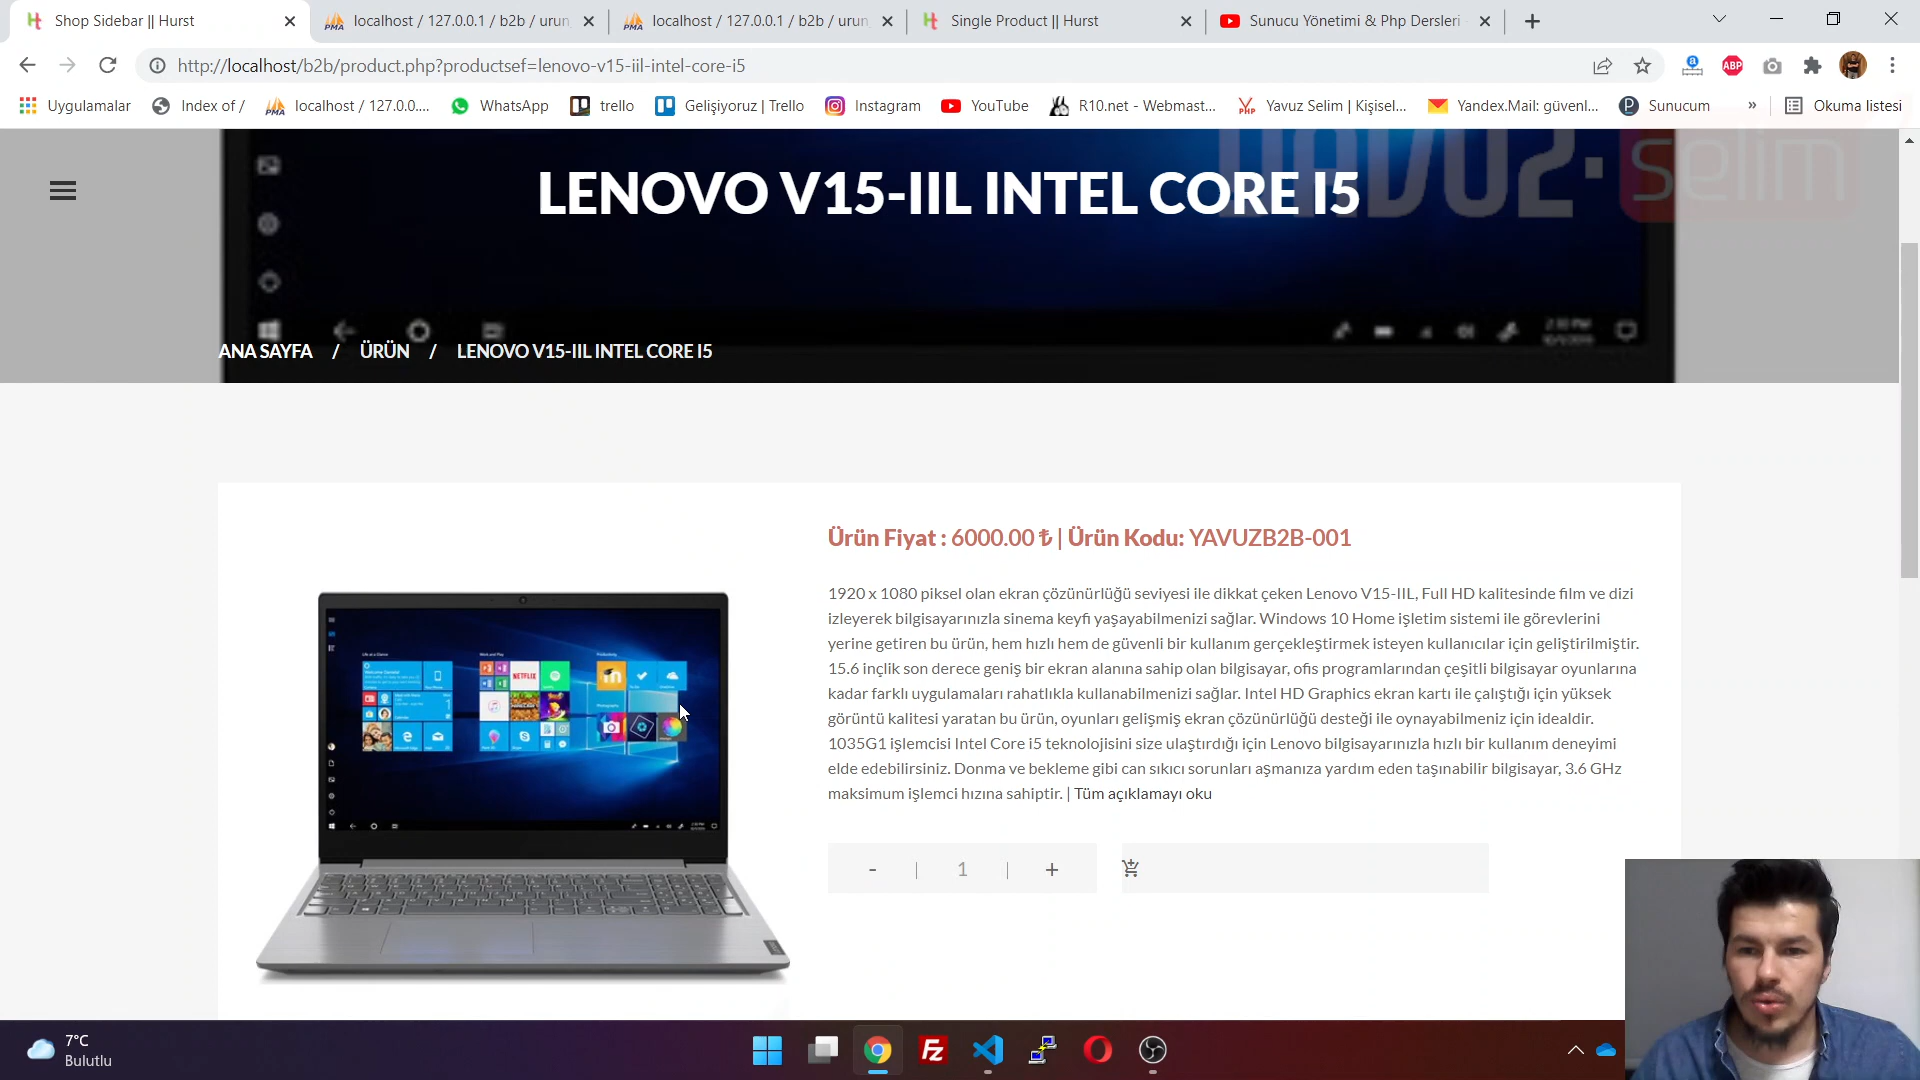 Shop Sidebar || Hurst
localhost / 127.0.0.1 / b2b / urun
localhost / 127.0.0.1 / b2b / urun
Single Product || Hurst
Sunucu Yönetimi & Php Dersleri
http://localhost/b2b/product.php?productsef=lenovo-v15-iil-intel-core-i5
ABP
Uygulamalar
Index of /
localhost / 127.0.0....
WhatsApp
trello
Gelişiyoruz | Trello
Instagram
YouTube
R10.net - Webmast...
Yavuz Selim | Kişisel...
Yandex.Mail: güvenl...
Sunucum
»
Okuma listesi
selim
LENOVO V15-IIL INTEL CORE I5
ANA SAYFA / ÜRÜN / LENOVO V15-IIL INTEL CORE I5
Ürün Fiyat : 6000.00 ₺ | Ürün Kodu: YAVUZB2B-001
1920 x 1080 piksel olan ekran çözünürlüğü seviyesi ile dikkat çeken Lenovo V15-IIL, Full HD kalitesinde film ve dizi
izleyerek bilgisayarınızla sinema keyfi yaşayabilmenizi sağlar. Windows 10 Home işletim sistemi ile görevlerini
yerine getiren bu ürün, hem hızlı hem de güvenli bir kullanım gerçekleştirmek isteyen kullanıcılar için geliştirilmiştir.
15.6 inçlik son derece geniş bir ekran alanına sahip olan bilgisayar, ofis programlarından çeşitli bilgisayar oyunlarına
kadar farklı uygulamaları rahatlıkla kullanabilmenizi sağlar. Intel HD Graphics ekran kartı ile çalıştığı için yüksek
görüntü kalitesi yaratan bu ürün, oyunları gelişmiş ekran çözünürlüğü desteği ile oynayabilmeniz için idealdir.
1035G1 işlemcisi Intel Core i5 teknolojisini size ulaştırdığı için Lenovo bilgisayarınızla hızlı bir kullanım deneyimi
elde edebilirsiniz. Donma ve bekleme gibi can sıkıcı sorunları aşmanıza yardım eden taşınabilir bilgisayar, 3.6 GHz
maksimum işlemci hızına sahiptir. | Tüm açıklamayı oku
- | 1 | +
NETFLIX
7°C
Bulutlu